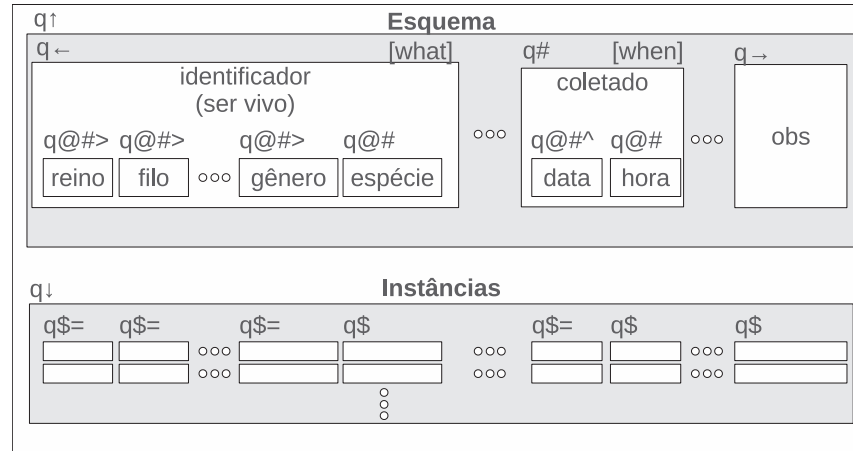 q↑ Esquema
q← [what] q# [when] q→
identificador
(ser vivo)
coletado
q@#> q@#> q@#> q@# q@#^ q@#
obs
reino filo gênero espécie data hora
q↓ Instâncias
q$= q$= q$= q$ q$= q$ q$